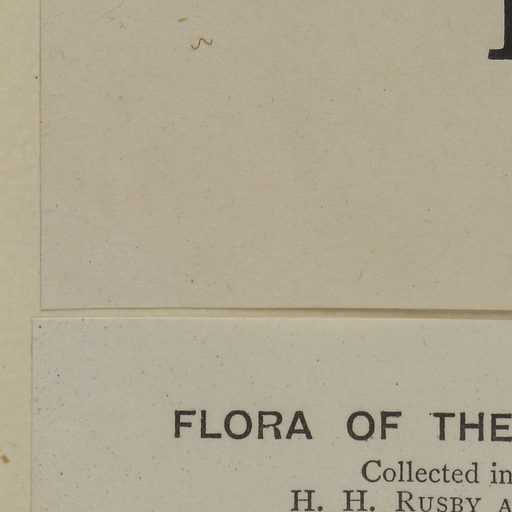 FLORA OF THE
Collected in
H. H. RUSBY